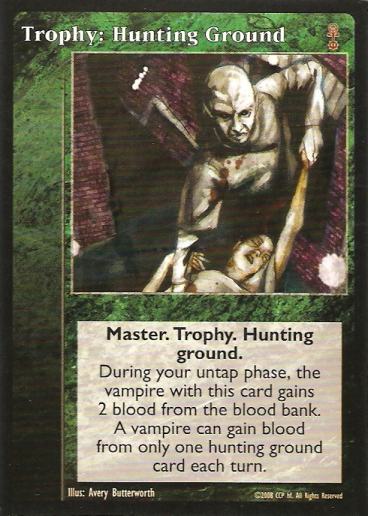 Trophy: Hunting Ground
Master. Trophy. Hunting
ground.
During your untap phase, the
vampire with this card gains
2 blood from the blood bank.
A vampire can gain blood
from only one hunting ground
card each turn.
Illus: Avery Butterworth
©2008 CCP hf. All Rights Reserved